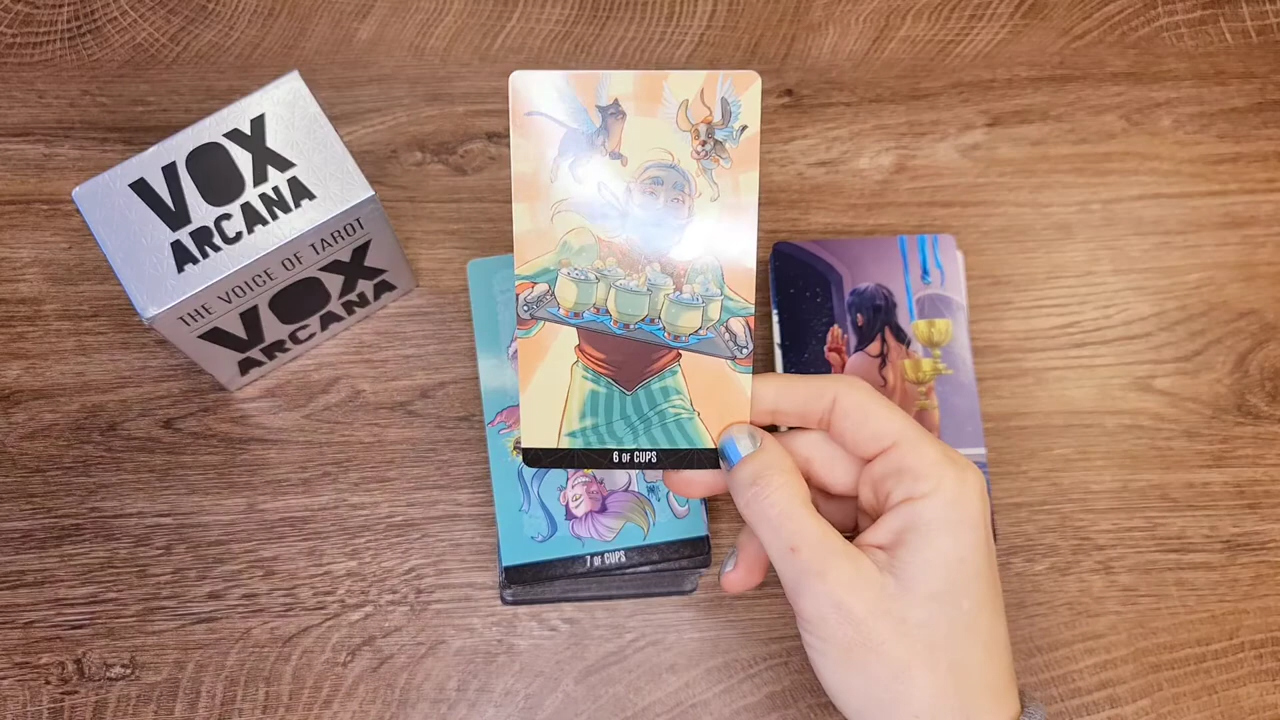 VOX
ARCANA
THE VOICE OF TAROT
VOX
ARCANA
6 OF CUPS
7 OF CUPS